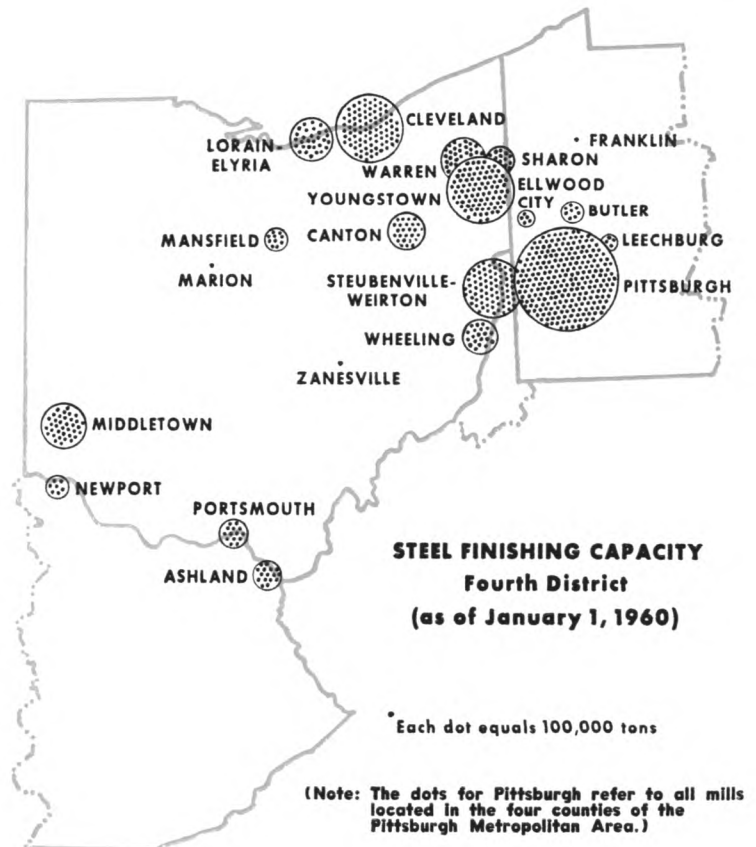 CLEVELAND
LORAIN-
ELYRIA
FRANKLIN
WARREN
SHARON
YOUNGSTOWN
ELLWOOD
CITY
BUTLER
MANSFIELD
CANTON
LEECHBURG
MARION
STEUBENVILLE-
WEIRTON
PITTSBURGH
WHEELING
ZANESVILLE
MIDDLETOWN
NEWPORT
PORTSMOUTH
ASHLAND
STEEL FINISHING CAPACITY
Fourth District
(as of January 1, 1960)
Each dot equals 100,000 tons
(Note: The dots for Pittsburgh refer to all mills
located in the four counties of the
Pittsburgh Metropolitan Area.)